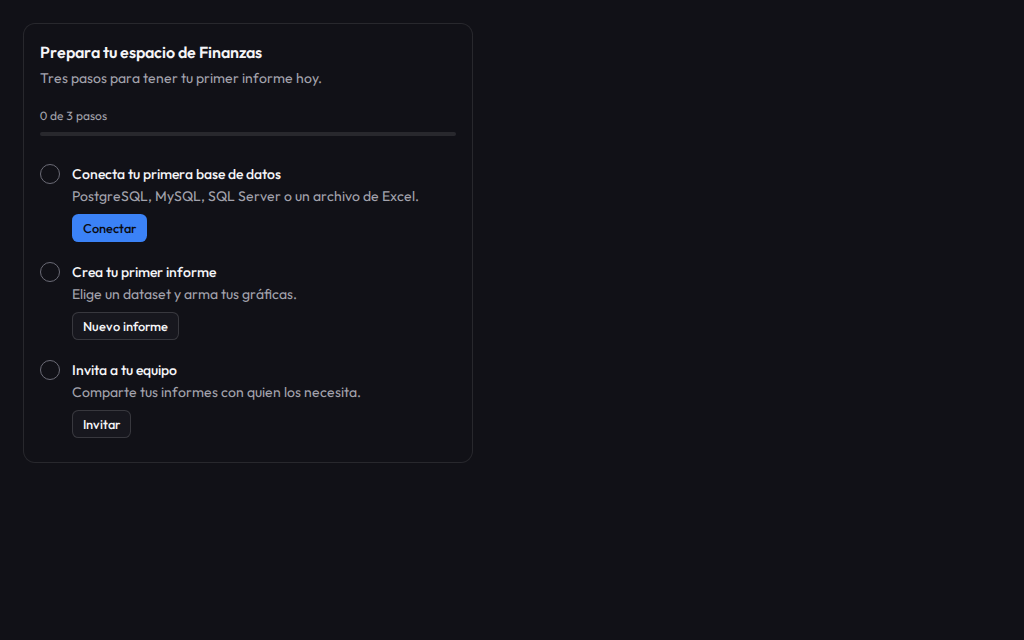 Prepara tu espacio de Finanzas
Tres pasos para tener tu primer informe hoy.
0 de 3 pasos
Conecta tu primera base de datos
PostgreSQL, MySQL, SQL Server o un archivo de Excel.
Conectar
Crea tu primer informe
Elige un dataset y arma tus gráficas.
Nuevo informe
Invita a tu equipo
Comparte tus informes con quien los necesita.
Invitar